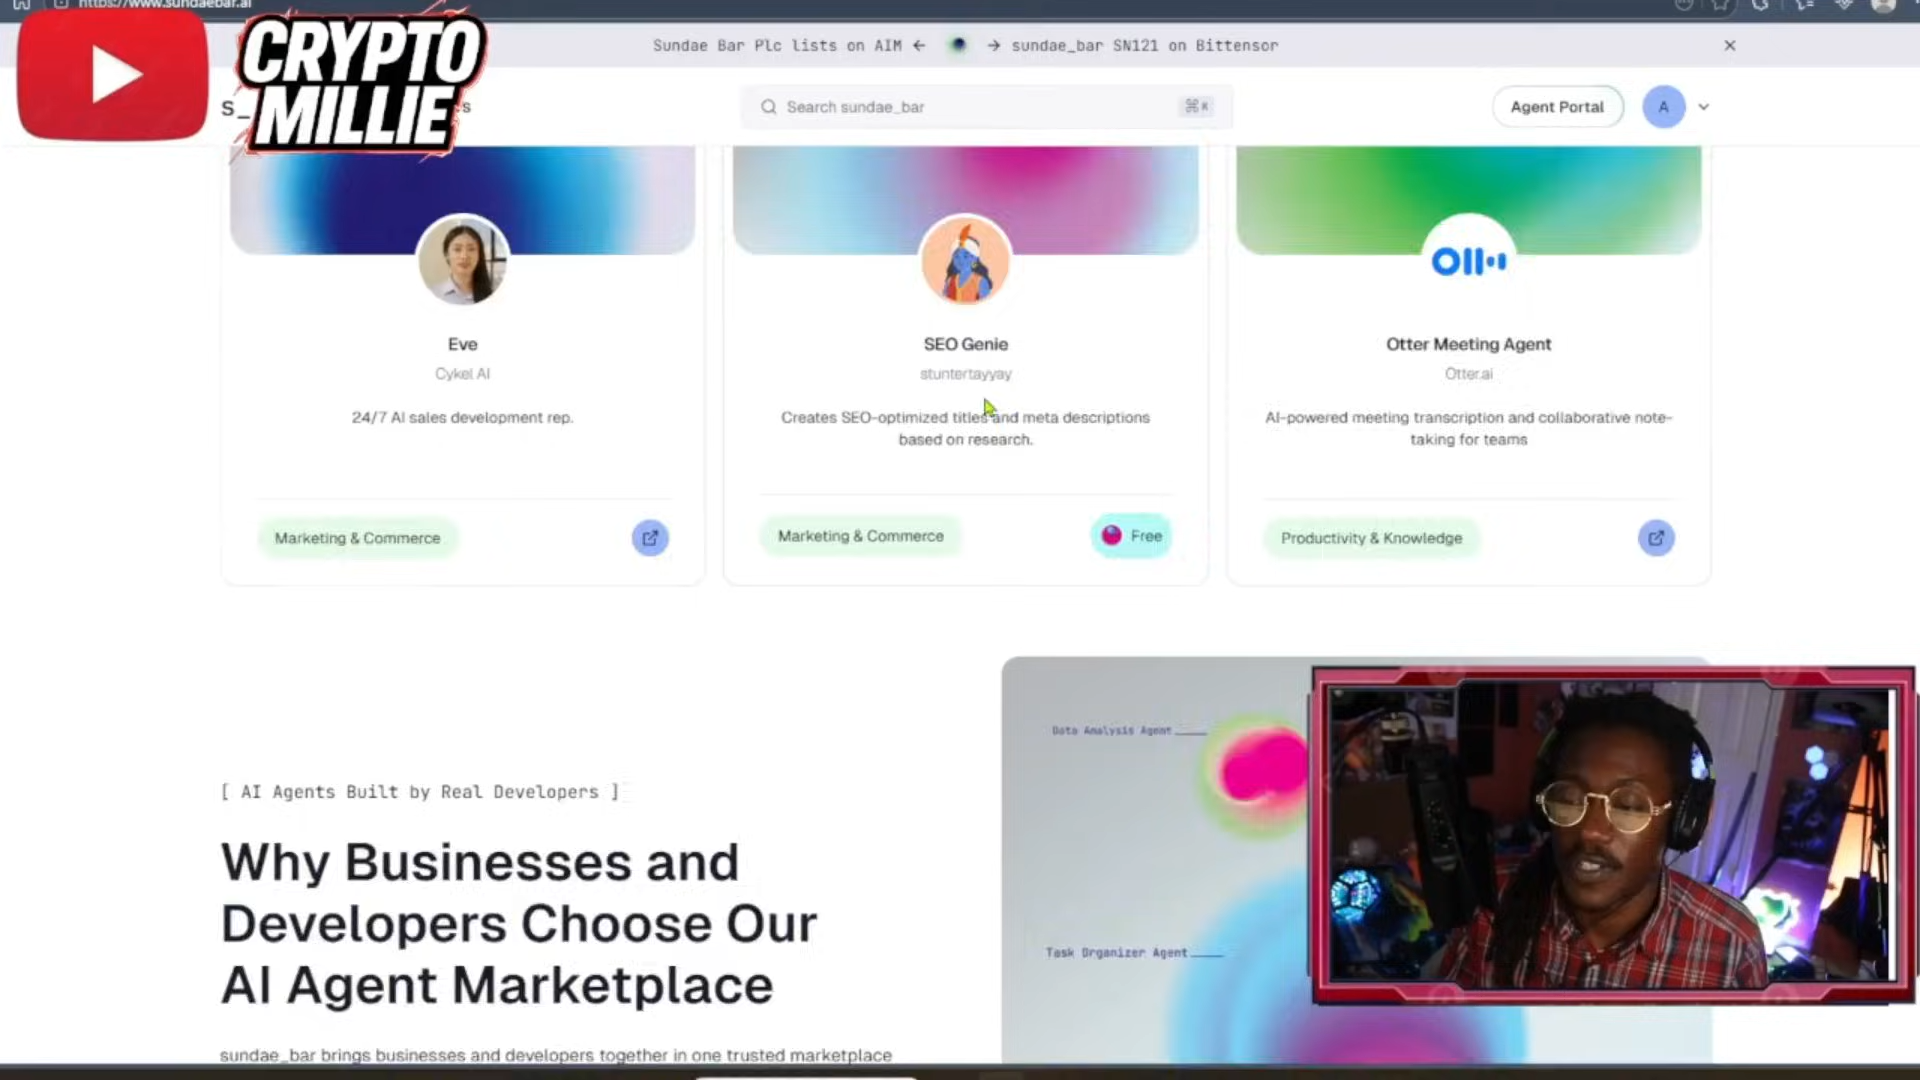 https://www.sundaebar.ai
CRYPTO
MILLIE
Sundae Bar Plc lists on AIM ← → sundae_bar SN121 on Bittensor
S_
s
Search sundae_bar
⌘K
Agent Portal
A
Eve
Cykel AI
24/7 AI sales development rep.
Marketing & Commerce
SEO Genie
stuntertayyay
Creates SEO-optimized titles and meta descriptions
based on research.
Marketing & Commerce
Free
Otter Meeting Agent
Otter.ai
AI-powered meeting transcription and collaborative note-
taking for teams
Productivity & Knowledge
[ AI Agents Built by Real Developers ]
Why Businesses and
Developers Choose Our
AI Agent Marketplace
sundae_bar brings businesses and developers together in one trusted marketplace
Data Analysis Agent
Task Organizer Agent